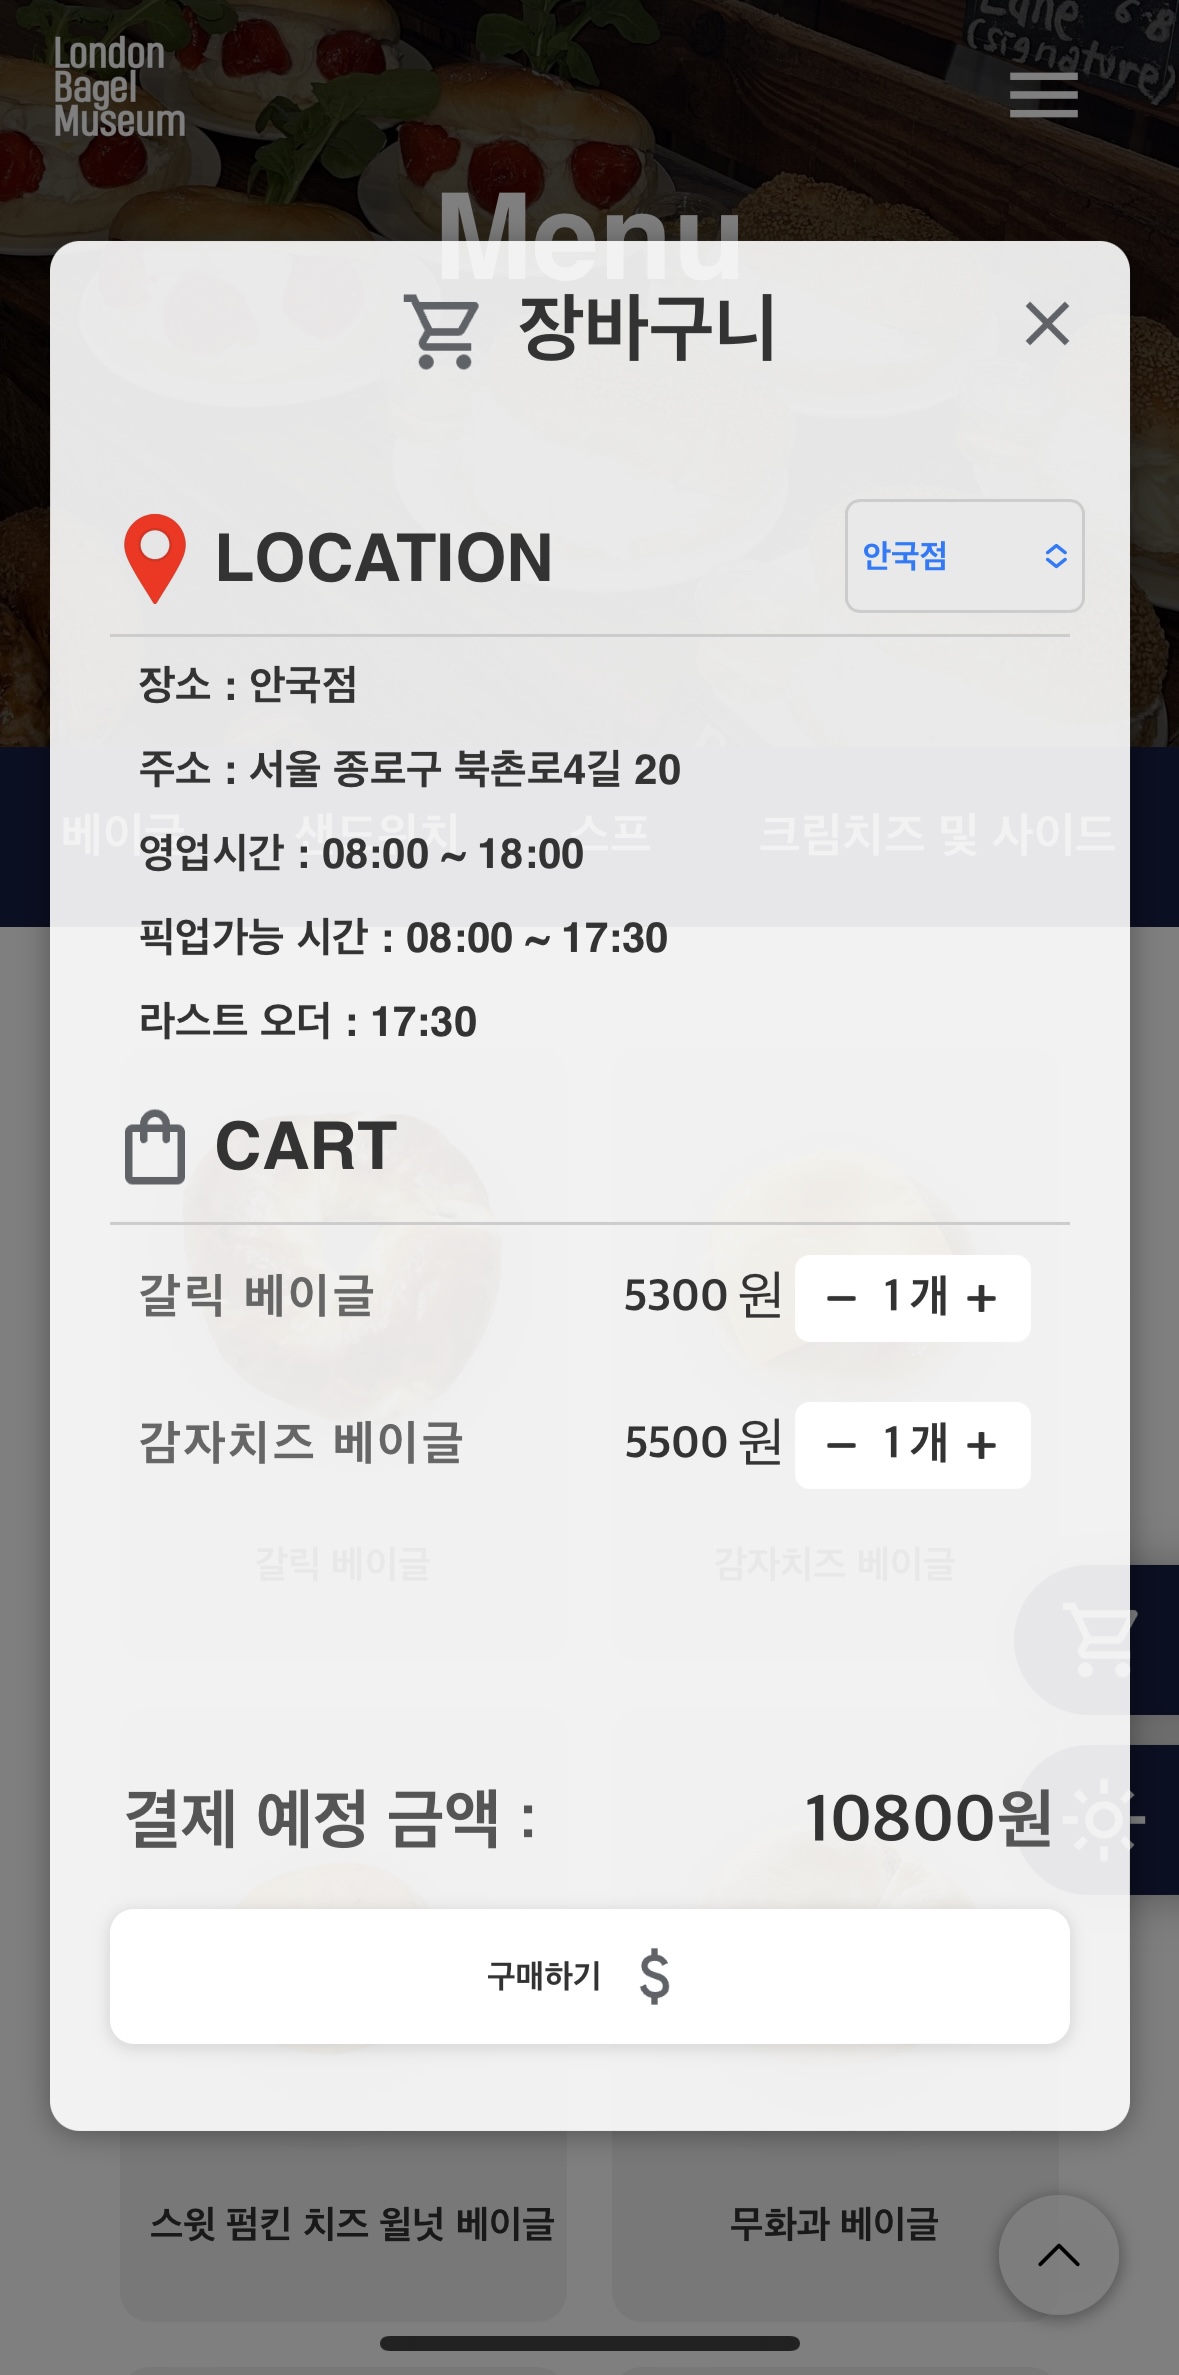 Lane 6-8
(signature)
London
Bagel
Museum
Menu
장바구니
LOCATION
안국점
장소 : 안국점
주소 : 서울 종로구 북촌로4길 20
베이글 샌드위치 스프 크림치즈 및 사이드
영업시간 : 08:00 ~ 18:00
픽업가능 시간 : 08:00 ~ 17:30
라스트 오더 : 17:30
CART
갈릭 베이글 5300 원 - 1 개 +
감자치즈 베이글 5500 원 - 1 개 +
갈릭 베이글 감자치즈 베이글
결제 예정 금액 : 10800원
구매하기 $
스윗 펌킨 치즈 월넛 베이글 무화과 베이글